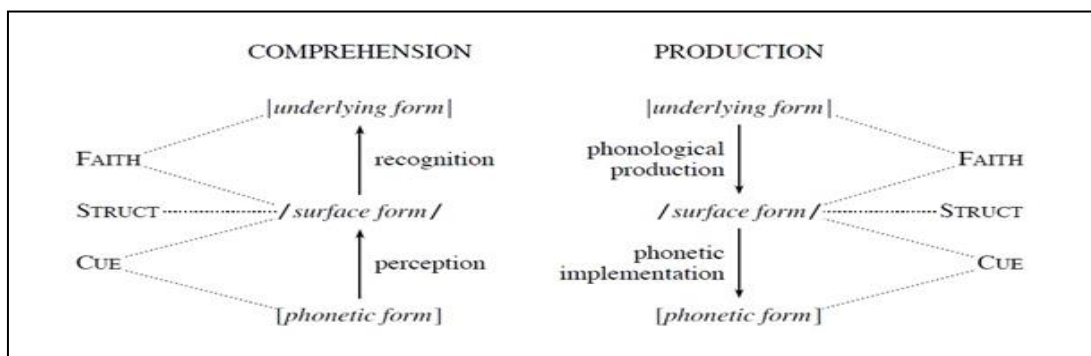 COMPREHENSION PRODUCTION
|underlying form| |underlying form|
FAITH recognition phonological production FAITH
STRUCT /surface form/ /surface form/ STRUCT
CUE perception phonetic implementation CUE
[phonetic form] [phonetic form]